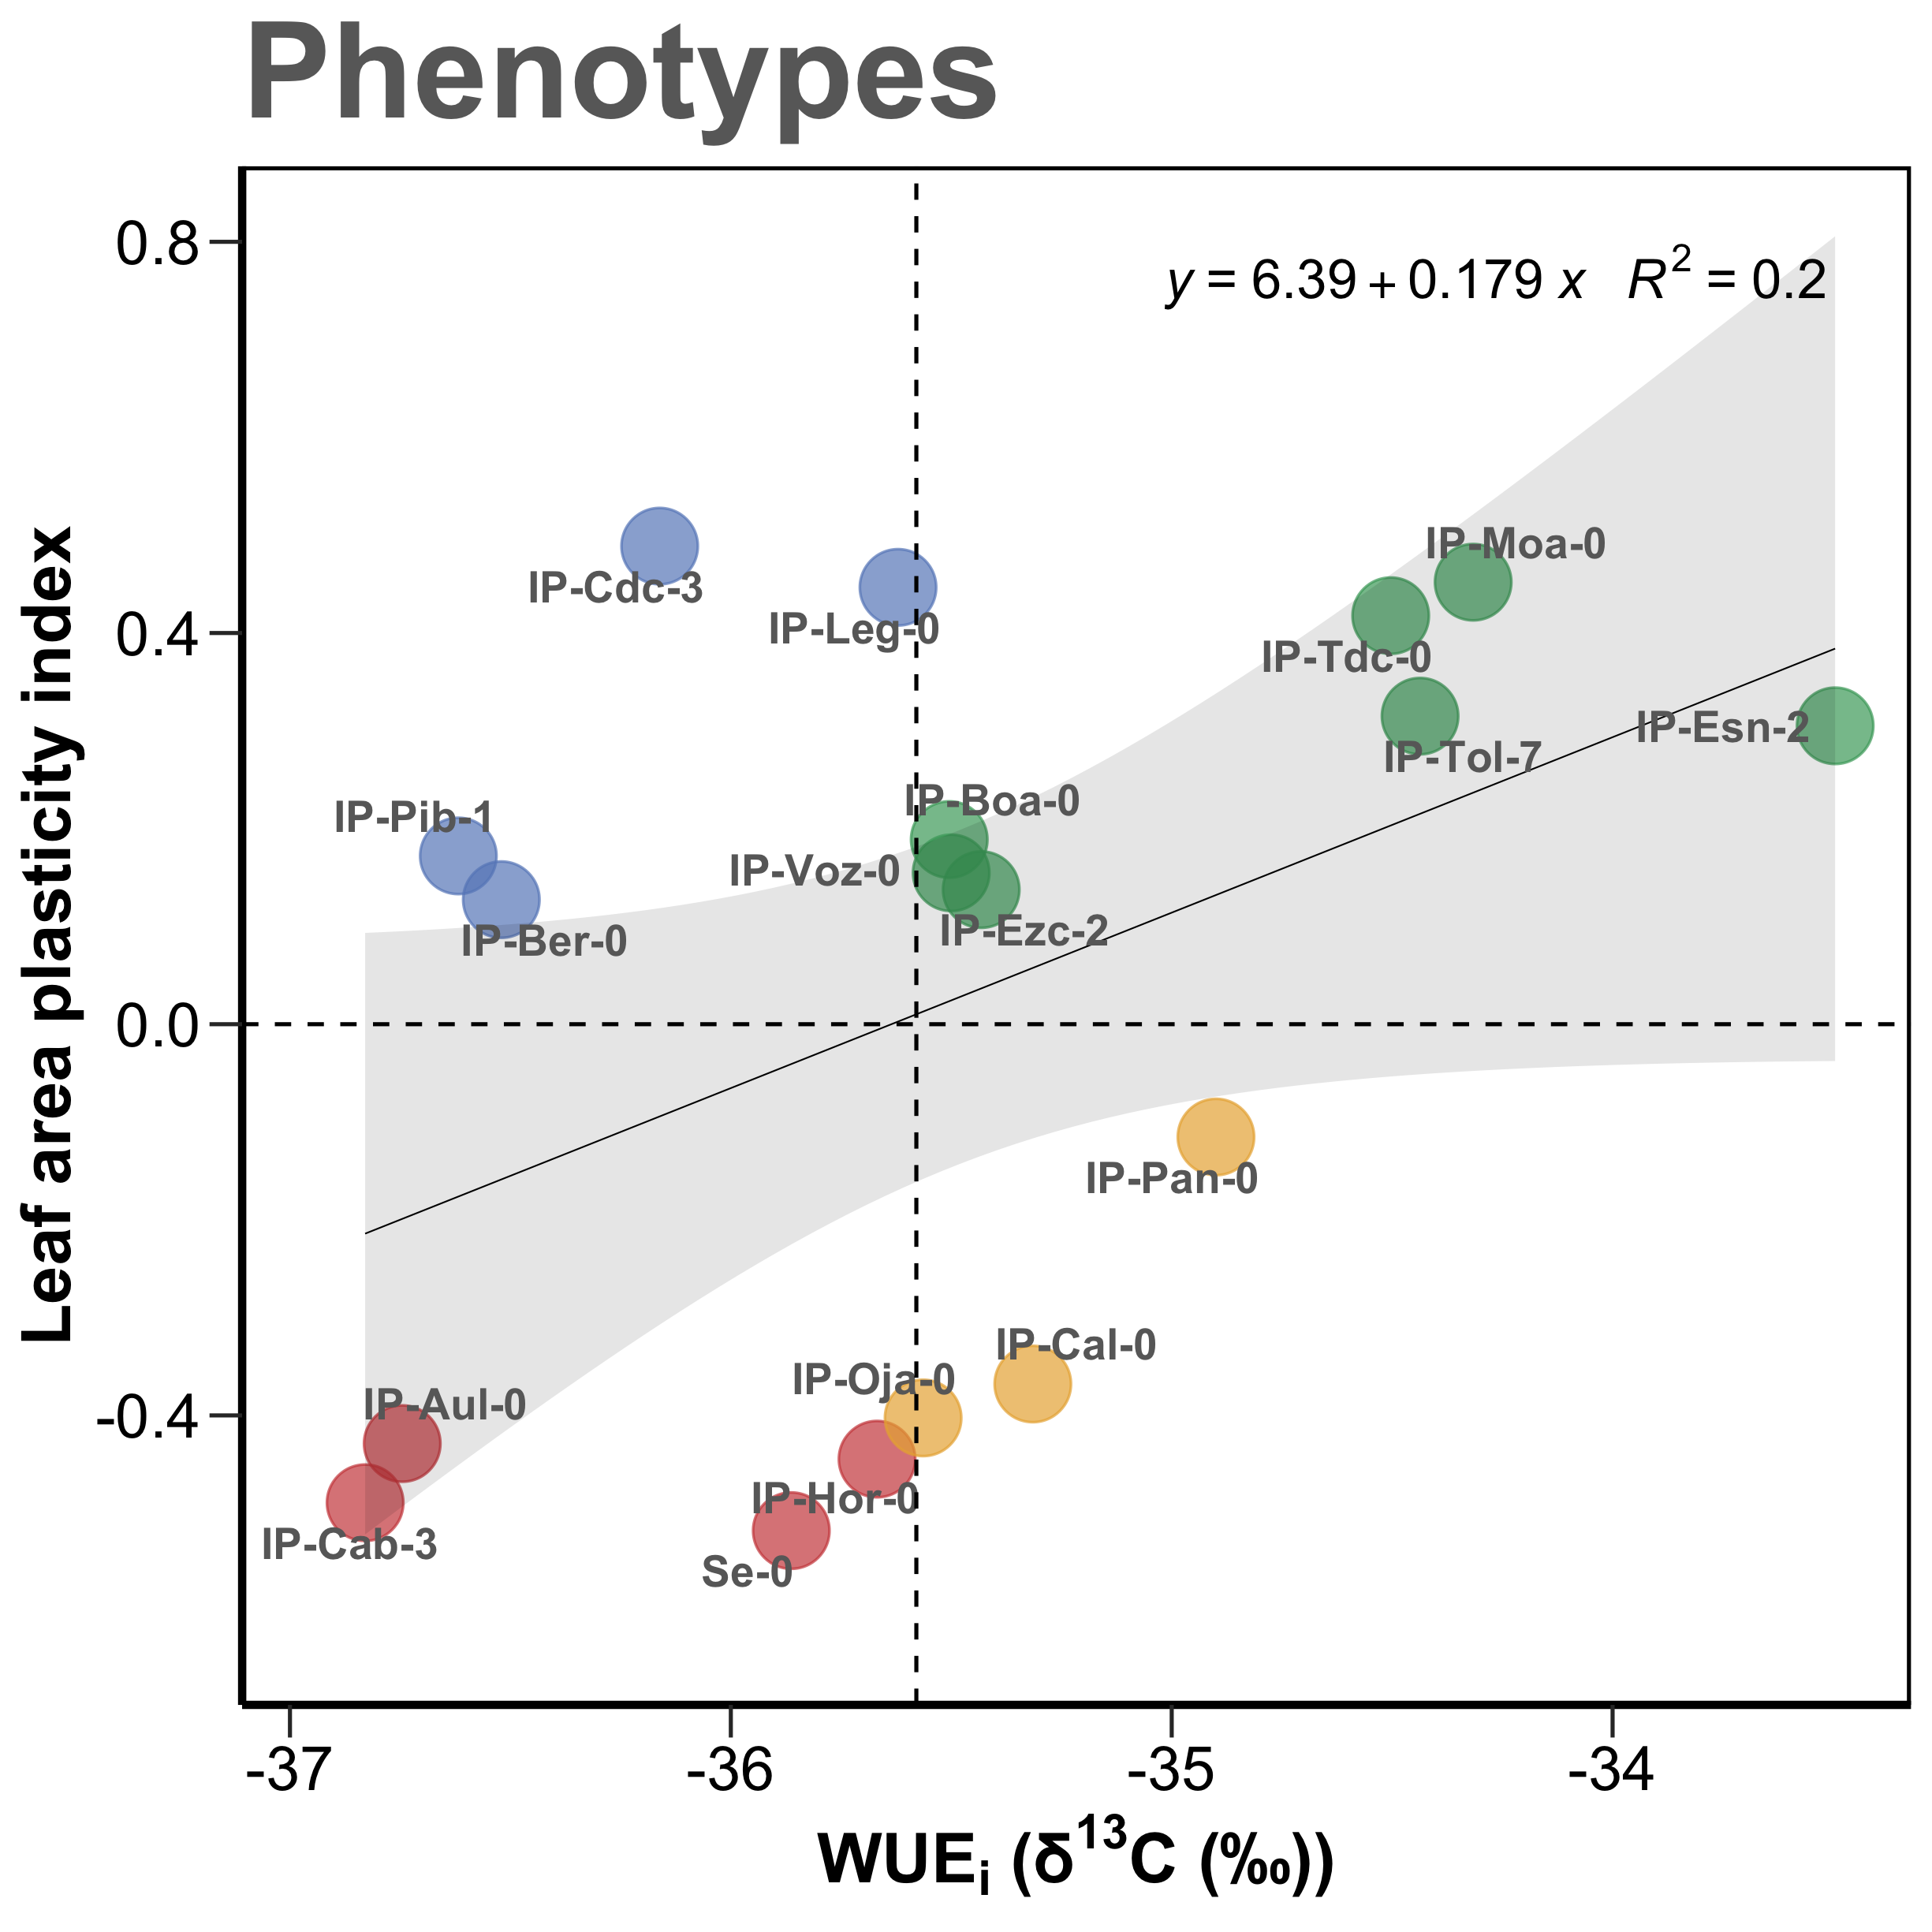 Phenotypes
0.8
y = 6.39 + 0.179 x R² = 0.2
IP-Moa-0
IP-Cdc-3
IP-Leg-0
0.4
IP-Tdc-0
IP-Esn-2
IP-Tol-7
IP-Boa-0
IP-Pib-1
IP-Voz-0
IP-Ezc-2
IP-Ber-0
0.0
IP-Pan-0
IP-Cal-0
IP-Oja-0
IP-Aul-0
-0.4
IP-Hor-0
IP-Cab-3
Se-0
Leaf area plasticity index
-37 -36 -35 -34
WUEᵢ (δ¹³C (‰))